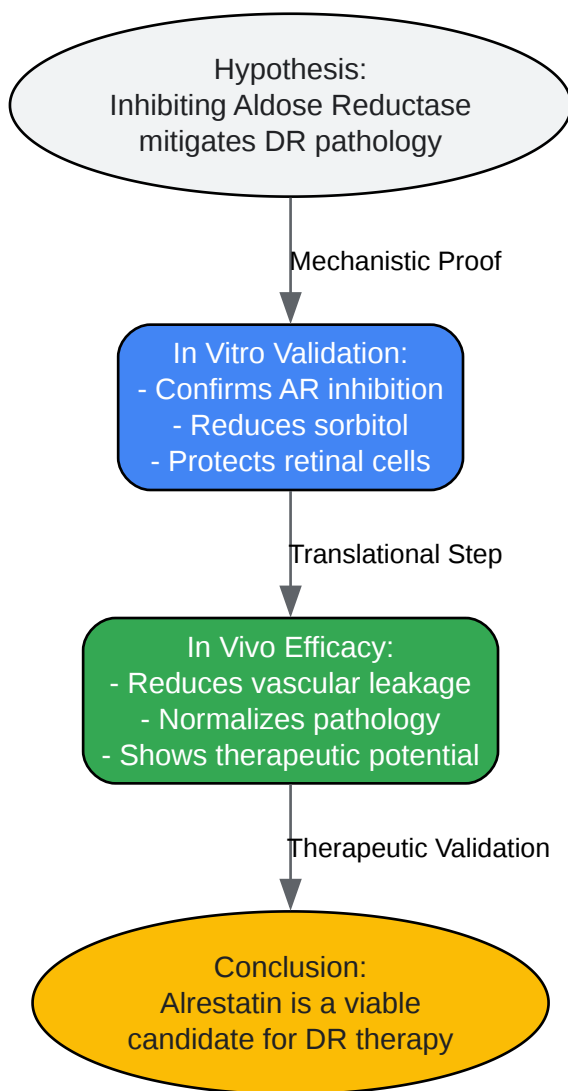 Hypothesis:
Inhibiting Aldose Reductase
mitigates DR pathology
Mechanistic Proof
In Vitro Validation:
- Confirms AR inhibition
- Reduces sorbitol
- Protects retinal cells
Translational Step
In Vivo Efficacy:
- Reduces vascular leakage
- Normalizes pathology
- Shows therapeutic potential
Therapeutic Validation
Conclusion:
Alrestatin is a viable
candidate for DR therapy